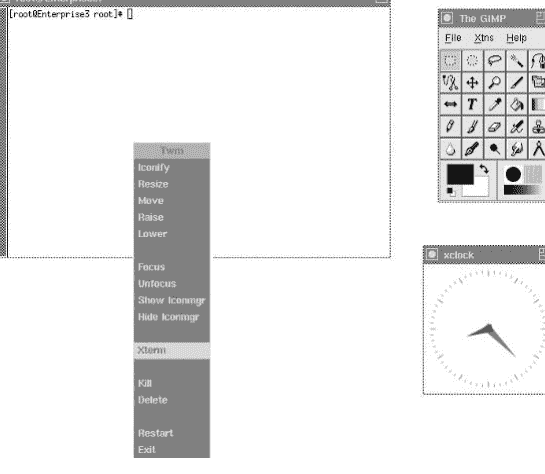 [root@Enterprise3 root]#
The GIMP
File Xtns Help
Twm
Iconify
Resize
Move
Raise
Lower
Focus
Unfocus
Show Iconmgr
Hide Iconmgr
Xterm
Kill
Delete
Restart
Exit
xclock